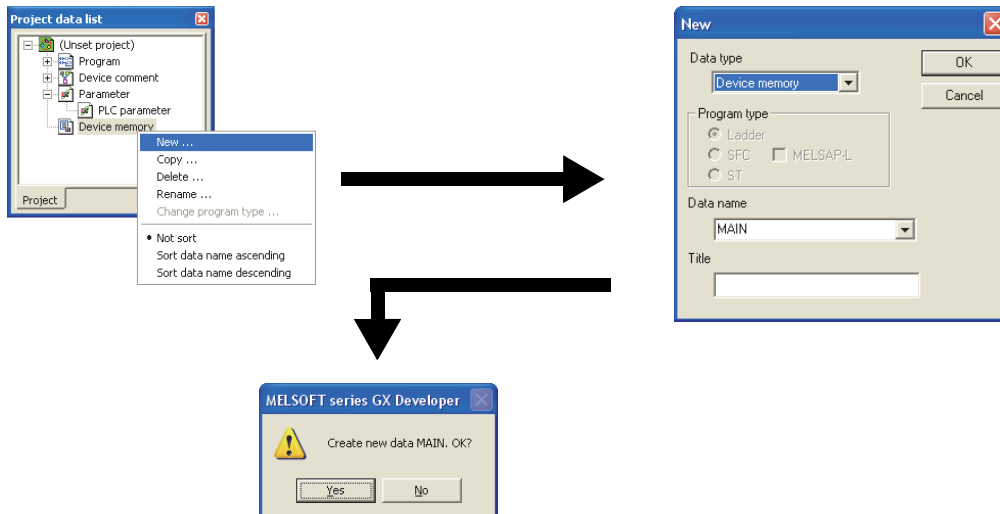 Project data list
(Unset project)
Program
Device comment
Parameter
PLC parameter
Device memory
Project
New ...
Copy ...
Delete ...
Rename ...
Change program type ...
• Not sort
Sort data name ascending
Sort data name descending
New
Data type
Device memory
OK
Cancel
Program type
Ladder
SFC MELSAP-L
ST
Data name
MAIN
Title
MELSOFT series GX Developer
Create new data MAIN. OK?
Yes No